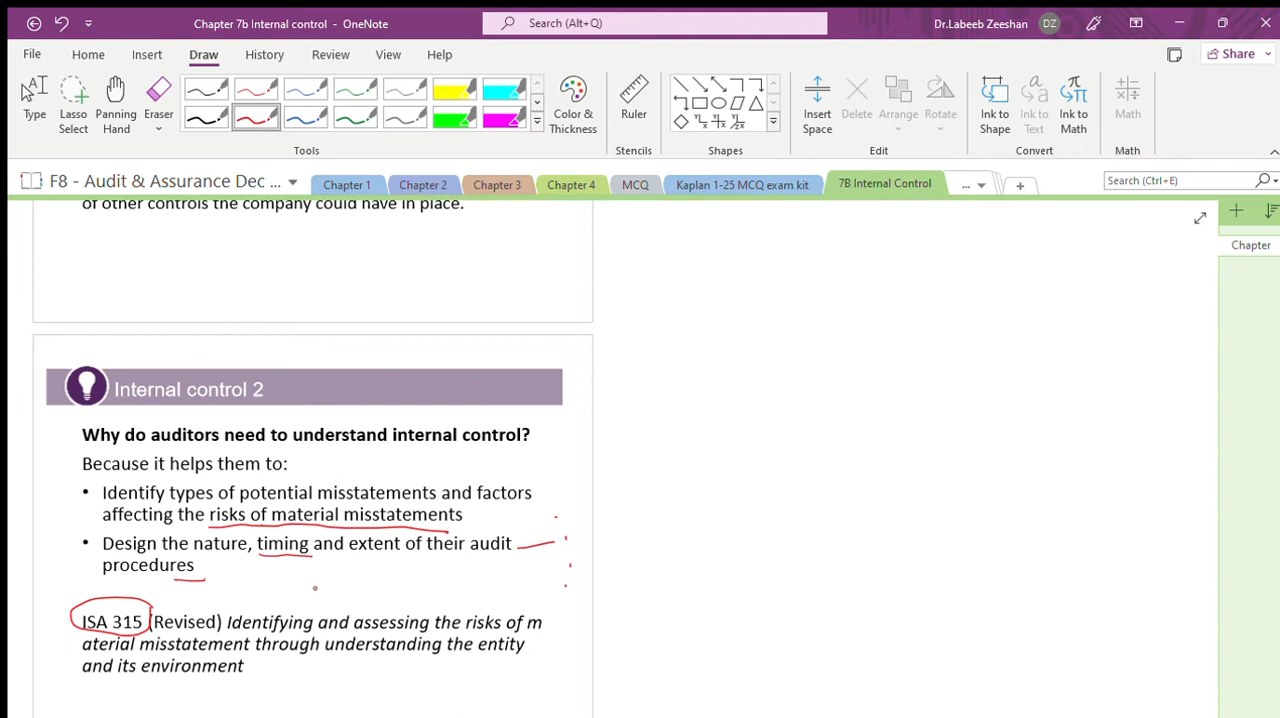 Chapter 7b Internal control - OneNote
Search (Alt+Q)
Dr.Labeeb Zeeshan
DZ
File Home Insert Draw History Review View Help
Share
Type
Lasso Select
Panning Hand
Eraser
Color & Thickness
Ruler
Insert Space
Delete
Arrange
Rotate
Ink to Shape
Ink to Text
Ink to Math
Math
Tools
Stencils
Shapes
Edit
Convert
Math
F8 - Audit & Assurance Dec ...
Chapter 1
Chapter 2
Chapter 3
Chapter 4
MCQ
Kaplan 1-25 MCQ exam kit
7B Internal Control
...
Search (Ctrl+E)
Chapter
of other controls the company could have in place.
Internal control 2
Why do auditors need to understand internal control?
Because it helps them to:
• Identify types of potential misstatements and factors
affecting the risks of material misstatements
• Design the nature, timing and extent of their audit
procedures
ISA 315 (Revised) Identifying and assessing the risks of m
aterial misstatement through understanding the entity
and its environment